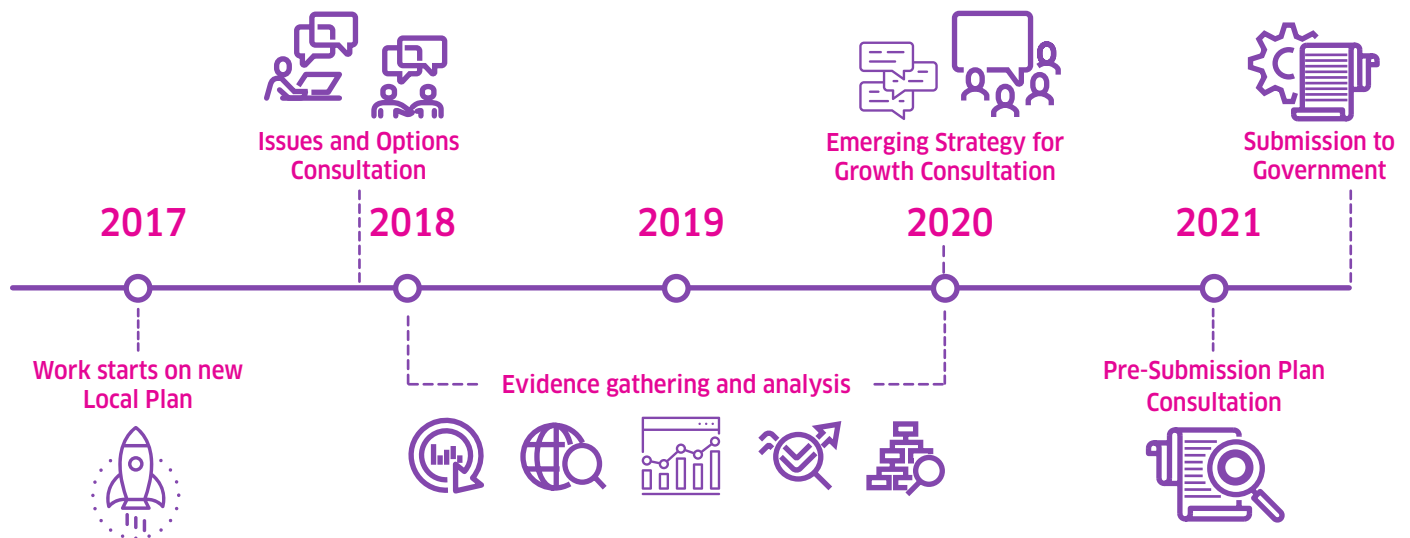 Issues and Options
Consultation
Emerging Strategy for
Growth Consultation
Submission to
Government
2017
2018
2019
2020
2021
Work starts on new
Local Plan
Evidence gathering and analysis
Pre-Submission Plan
Consultation